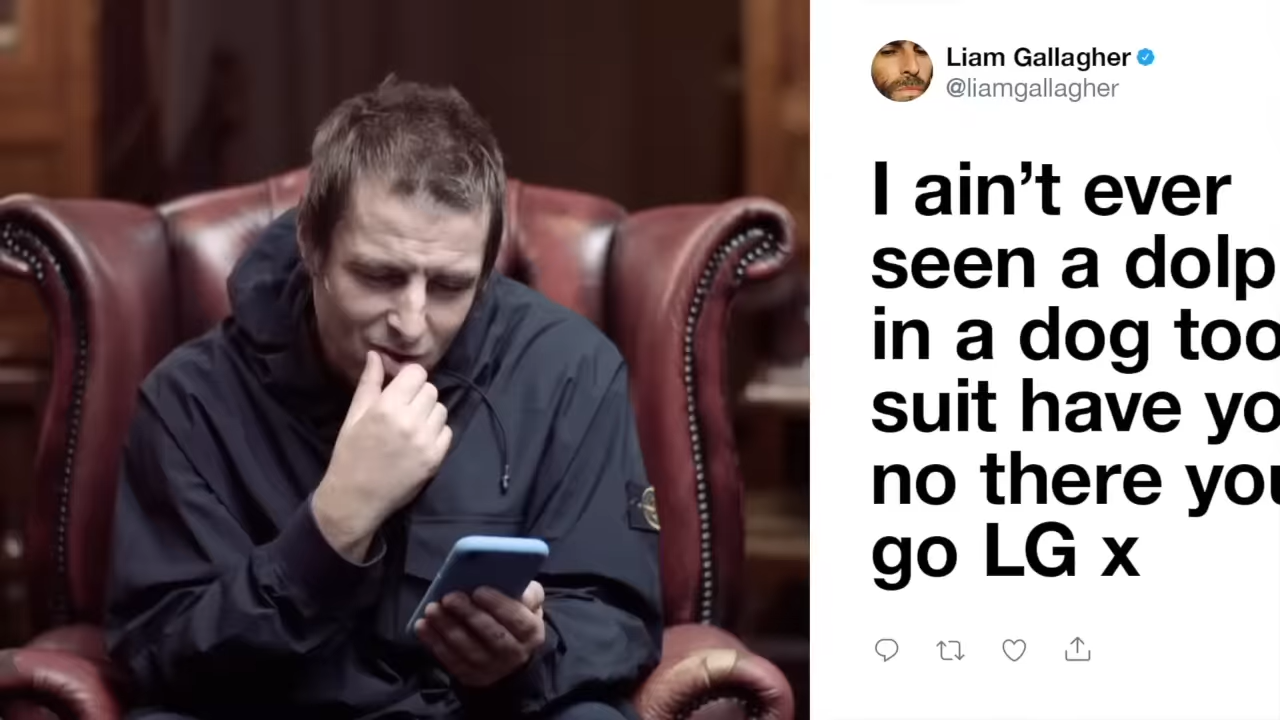 Liam Gallagher
@liamgallagher
I ain’t ever
seen a dolp
in a dog too
suit have yo
no there you
go LG x